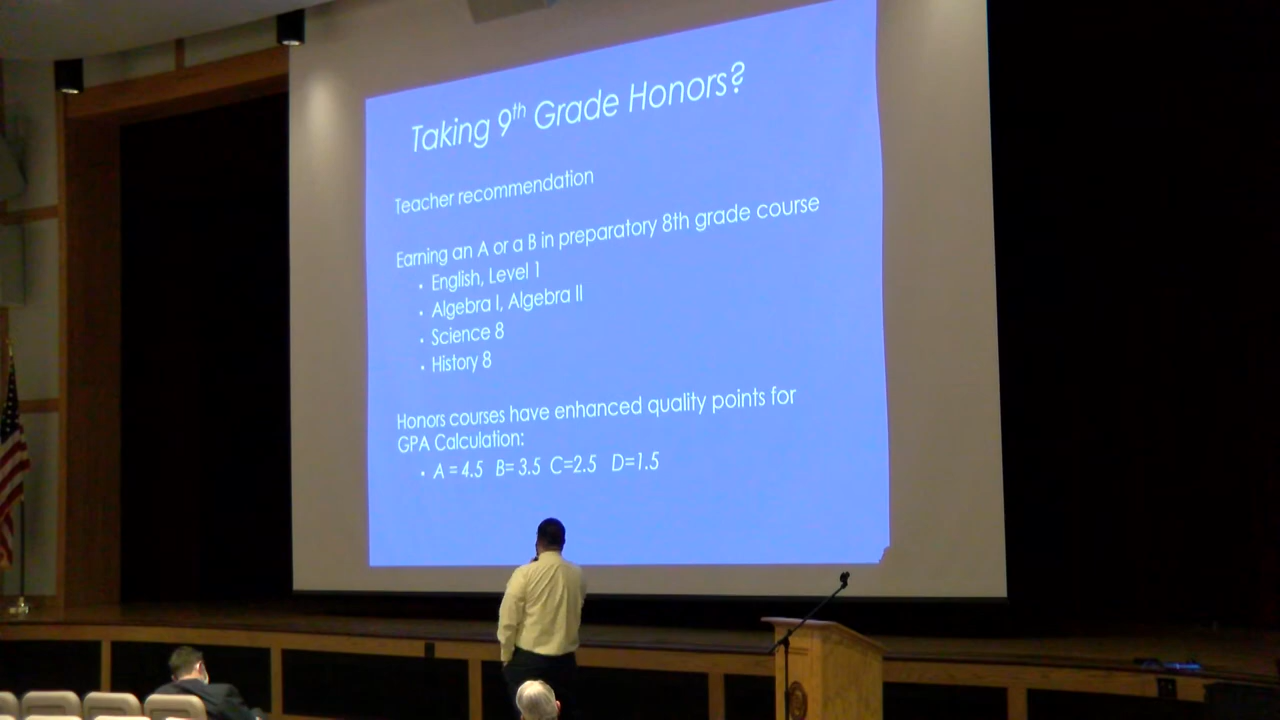 Taking 9th Grade Honors?
Teacher recommendation
Earning an A or a B in preparatory 8th grade course
• English, Level 1
• Algebra I, Algebra II
• Science 8
• History 8
Honors courses have enhanced quality points for
GPA Calculation:
• A = 4.5 B= 3.5 C=2.5 D=1.5